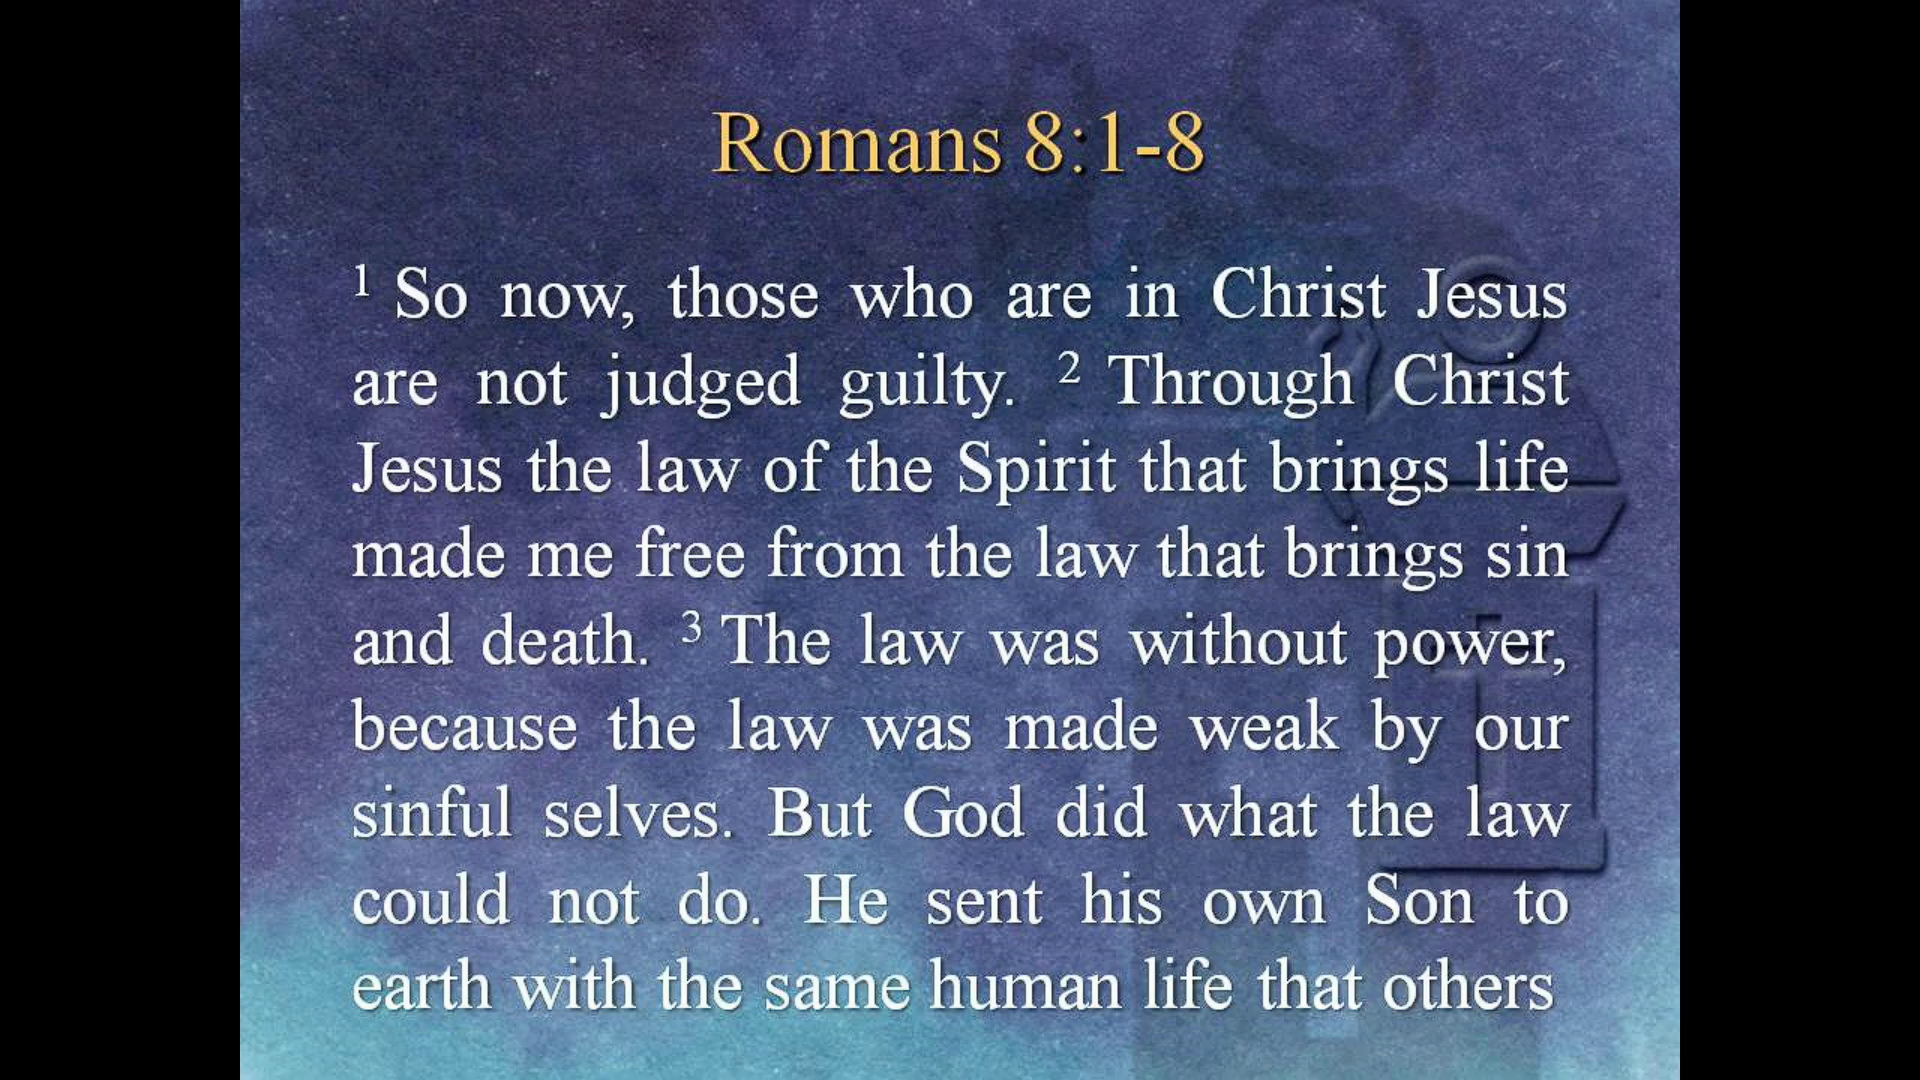 Romans 8:1-8
1 So now, those who are in Christ Jesus
are not judged guilty. 2 Through Christ
Jesus the law of the Spirit that brings life
made me free from the law that brings sin
and death. 3 The law was without power,
because the law was made weak by our
sinful selves. But God did what the law
could not do. He sent his own Son to
earth with the same human life that others